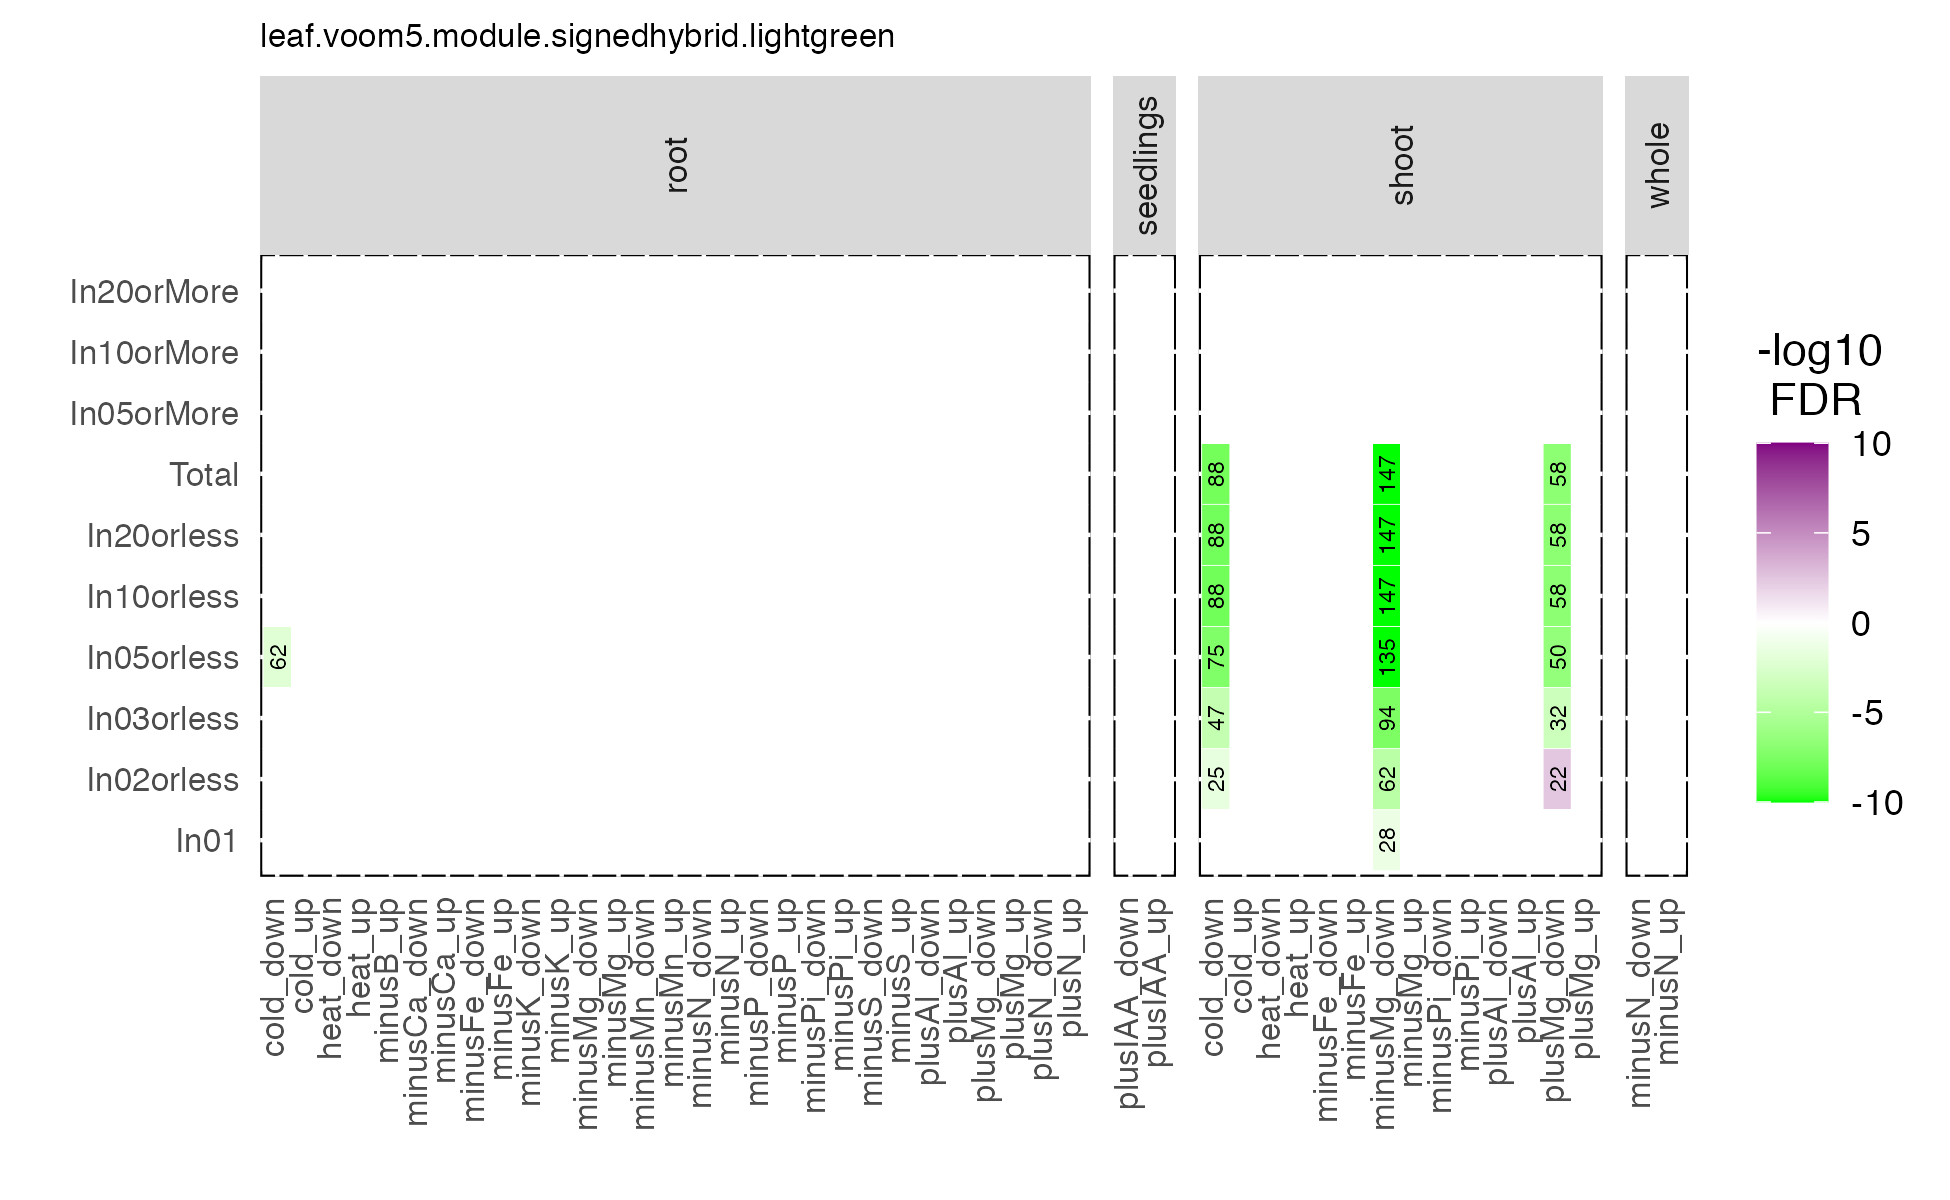 leaf.voom5.module.signedhybrid.lightgreen
root
seedlings
shoot
whole
In20orMore
In10orMore
In05orMore
Total
88
147
58
In20orless
88
147
58
In10orless
88
147
58
In05orless
62
75
135
50
In03orless
47
94
32
In02orless
25
62
22
In01
28
-log10
FDR
10
5
0
-5
-10
cold_down
cold_up
heat_down
heat_up
minusB_up
minusCa_down
minusCa_up
minusFe_down
minusFe_up
minusK_down
minusK_up
minusMg_down
minusMg_up
minusMn_down
minusMn_up
minusN_down
minusN_up
minusP_down
minusP_up
minusPi_down
minusPi_up
minusS_down
minusS_up
plusAl_down
plusAl_up
plusMg_down
plusMg_up
plusN_down
plusN_up
plusIAA_down
plusIAA_up
cold_down
cold_up
heat_down
heat_up
minusFe_down
minusFe_up
minusMg_down
minusMg_up
minusPi_down
minusPi_up
plusAl_down
plusAl_up
plusMg_down
plusMg_up
minusN_down
minusN_up